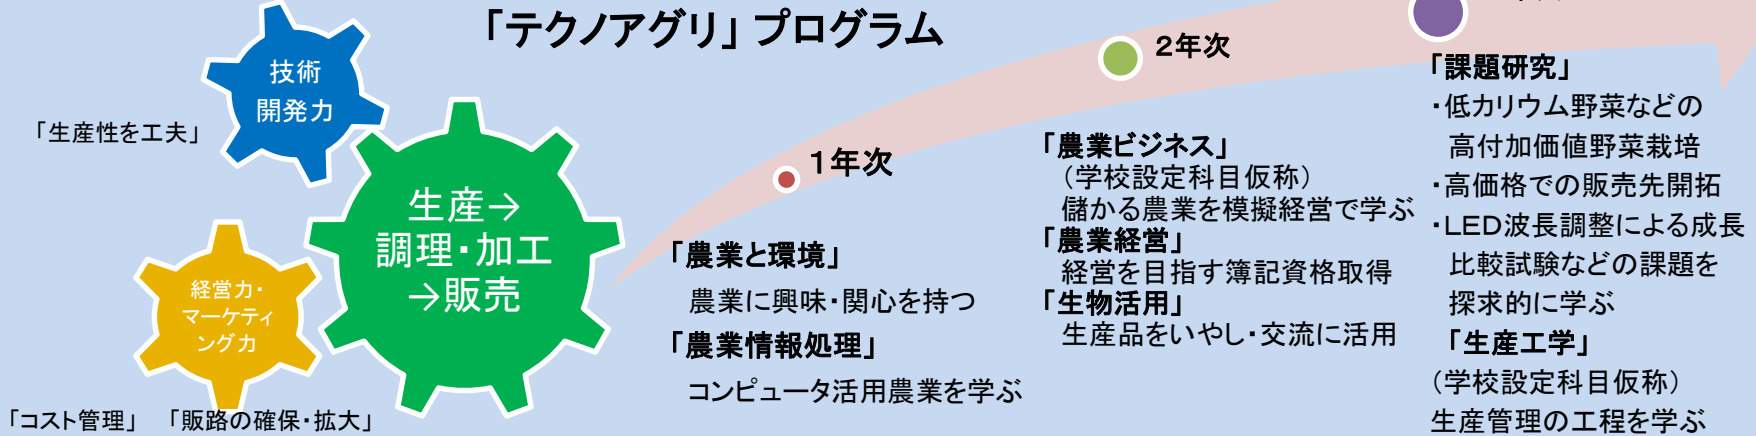 「テクノアグリ」プログラム
技術
開発力
「生産性を工夫」
生産→
調理・加工
→販売
経営力・
マーケティ
ング力
「コスト管理」 「販路の確保・拡大」
1年次
「農業と環境」
農業に興味・関心を持つ
「農業情報処理」
コンピュータ活用農業を学ぶ
2年次
「農業ビジネス」
(学校設定科目仮称)
儲かる農業を模擬経営で学ぶ
「農業経営」
経営を目指す簿記資格取得
「生物活用」
生産品をいやし・交流に活用
「課題研究」
・低カリウム野菜などの
高付加価値野菜栽培
・高価格での販売先開拓
・LED波長調整による成長
比較試験などの課題を
探求的に学ぶ
「生産工学」
(学校設定科目仮称)
生産管理の工程を学ぶ